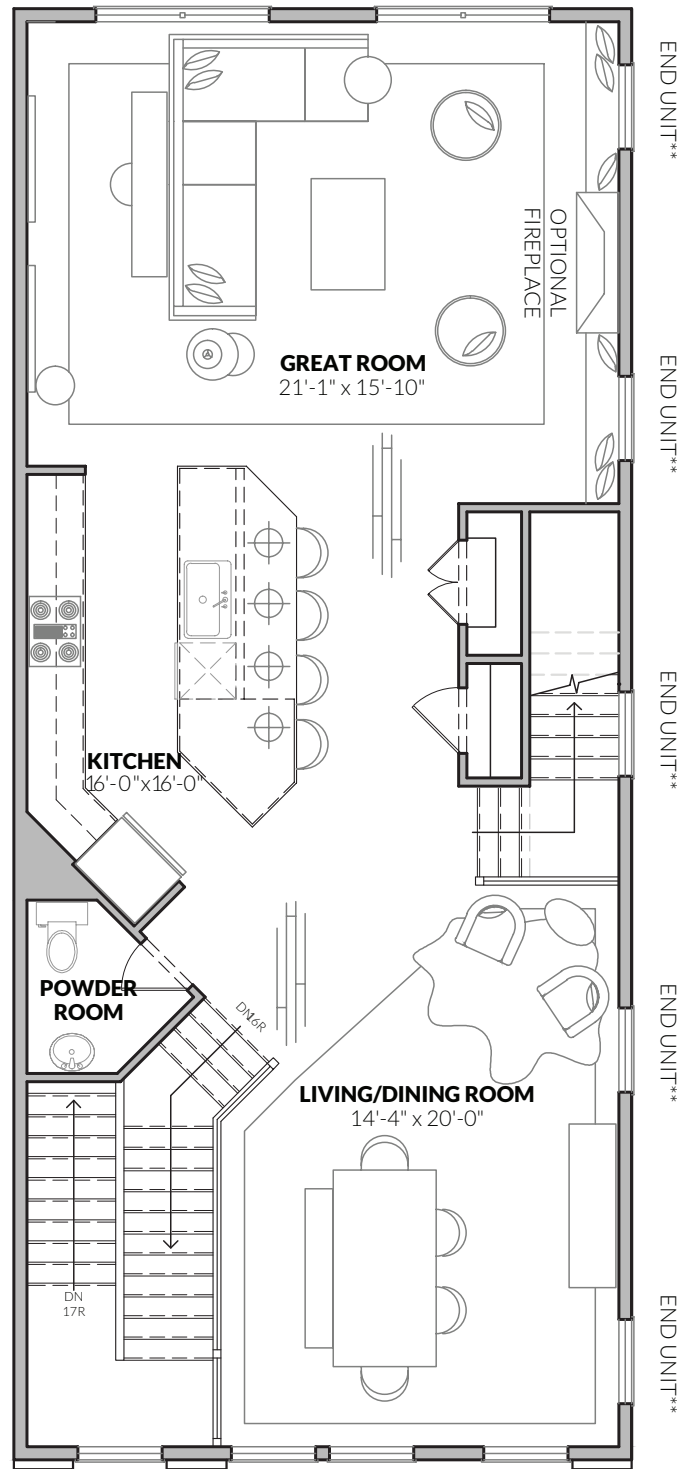 END UNIT**
OPTIONAL
FIREPLACE
GREAT ROOM
21'-1" x 15'-10"
END UNIT**
END UNIT**
KITCHEN
16'-0"x16'-0"
POWDER
ROOM
DN16R
END UNIT**
LIVING/DINING ROOM
14'-4" x 20'-0"
DN
17R
END UNIT**